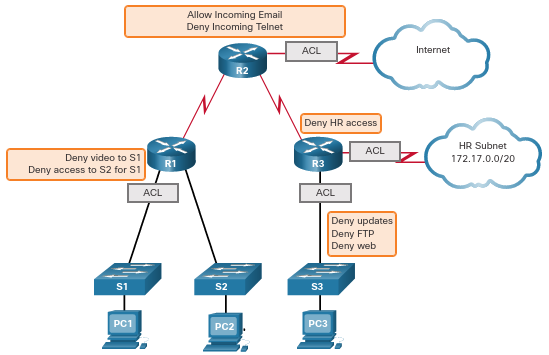 Allow Incoming Email
Deny Incoming Telnet
ACL
Internet
R2
Deny HR access
Deny video to S1
Deny access to S2 for S1
R1
R3
ACL
HR Subnet
172.17.0.0/20
ACL
ACL
Deny updates
Deny FTP
Deny web
S1
S2
S3
PC1
PC2
PC3